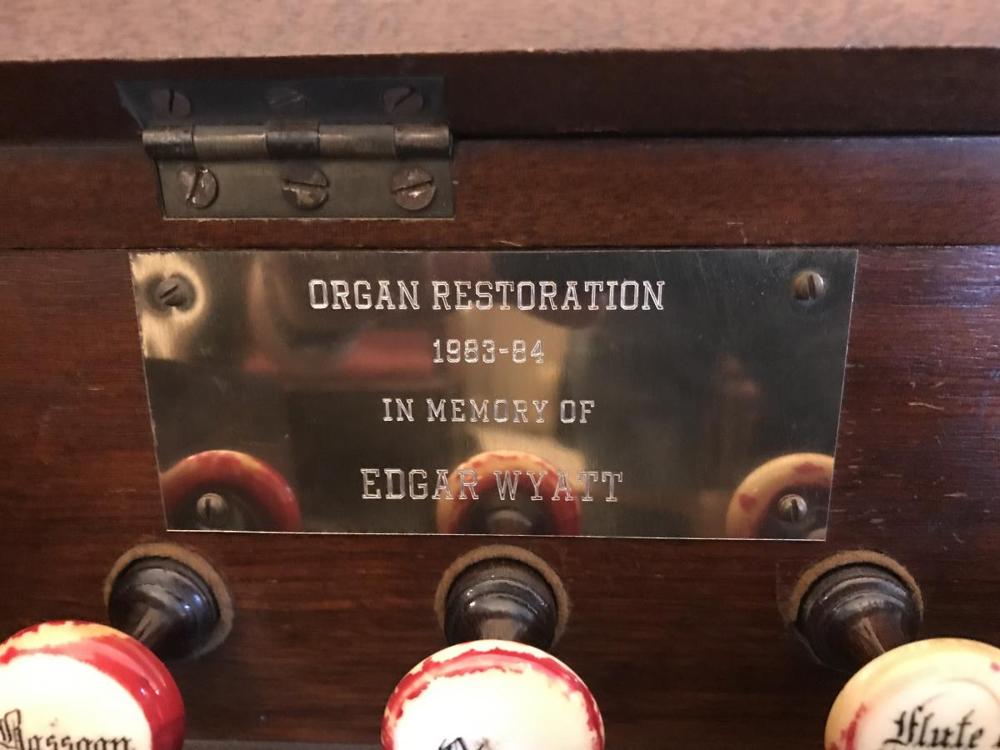 ORGAN RESTORATION
1983-84
IN MEMORY OF
EDGAR WYATT
Bassoon
Flute